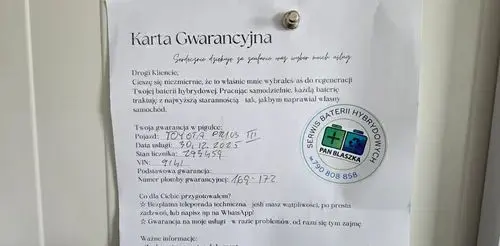 Karta Gwarancyjna
Serdecznie dziękuję za zaufanie oraz wybór moich usług
Drogi Kliencie,
Cieszę się niezmiernie, że to właśnie mnie wybrałeś/aś do regeneracji
Twojej baterii hybrydowej. Pracując samodzielnie, każdą baterię
traktuję z najwyższą starannością - tak, jakbym naprawiał własny
samochód.
Twoja gwarancja w pigułce:
Pojazd: TOYOTA PRIUS III
Data usługi: 30.12.2025
Stan licznika: 293459
VIN: 9141
Podstawowa gwarancja:
Numer plomby gwarancyjnej: 169-172
SERWIS BATERII HYBRYDOWYCH
PAN BLASZKA
+790 808 858
Co dla Ciebie przygotowałem?
☆ Bezpłatna teleporada techniczna - jeśli masz wątpliwości, po prostu
zadzwoń, lub napisz np na WhatsApp!
☆ Gwarancja na moje usługi - w razie problemów, od razu się tym zajmę
Ważne informacje: